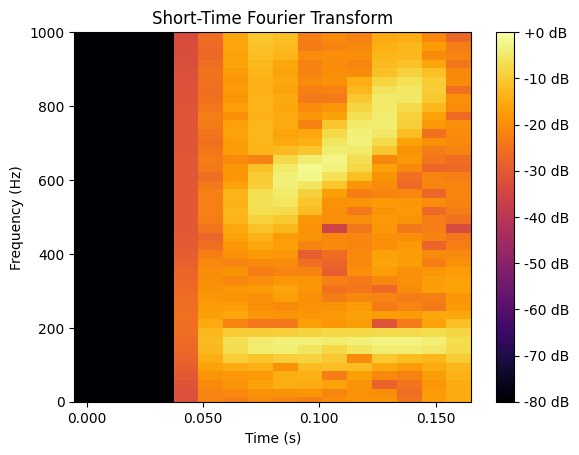 Short-Time Fourier Transform
1000
800
600
400
200
0
Frequency (Hz)
0.000
0.050
0.100
0.150
Time (s)
+0 dB
-10 dB
-20 dB
-30 dB
-40 dB
-50 dB
-60 dB
-70 dB
-80 dB